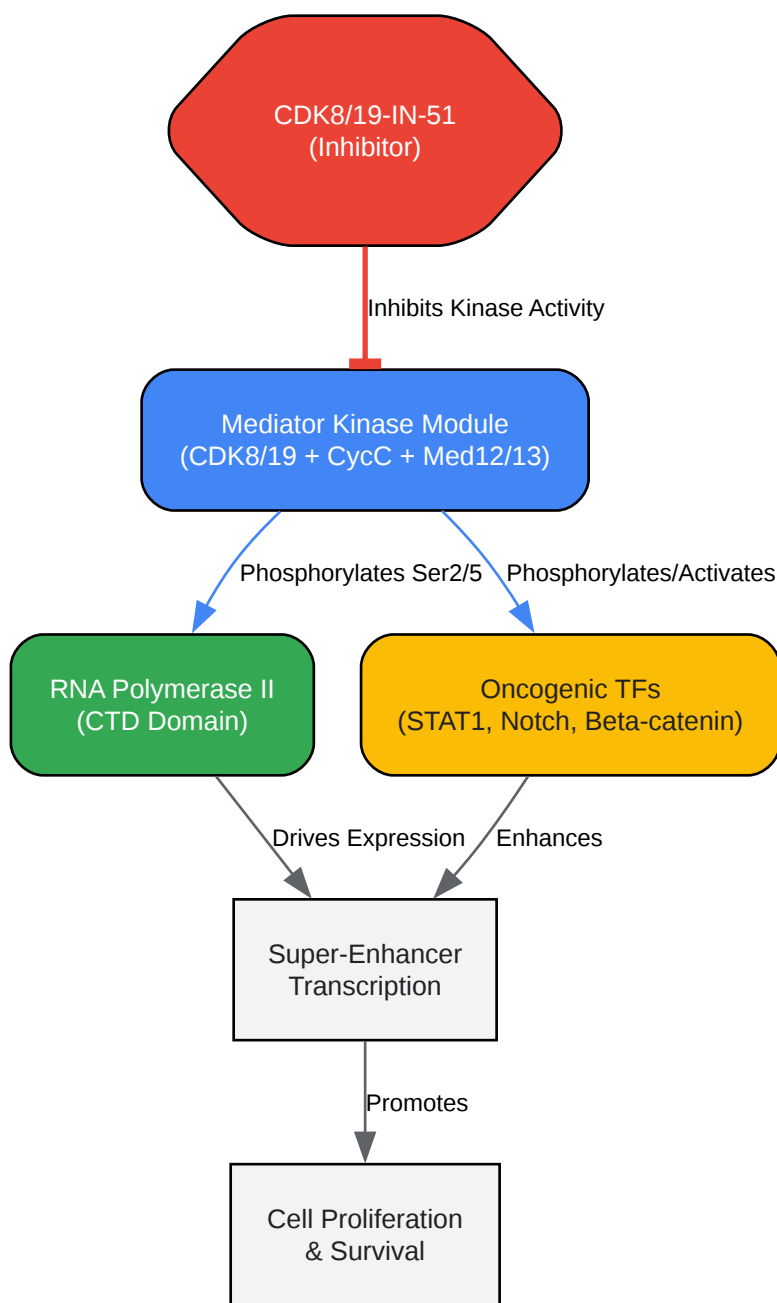 CDK8/19-IN-51
(Inhibitor)
Inhibits Kinase Activity
Mediator Kinase Module
(CDK8/19 + CycC + Med12/13)
Phosphorylates Ser2/5
Phosphorylates/Activates
RNA Polymerase II
(CTD Domain)
Oncogenic TFs
(STAT1, Notch, Beta-catenin)
Drives Expression
Enhances
Super-Enhancer
Transcription
Promotes
Cell Proliferation
& Survival